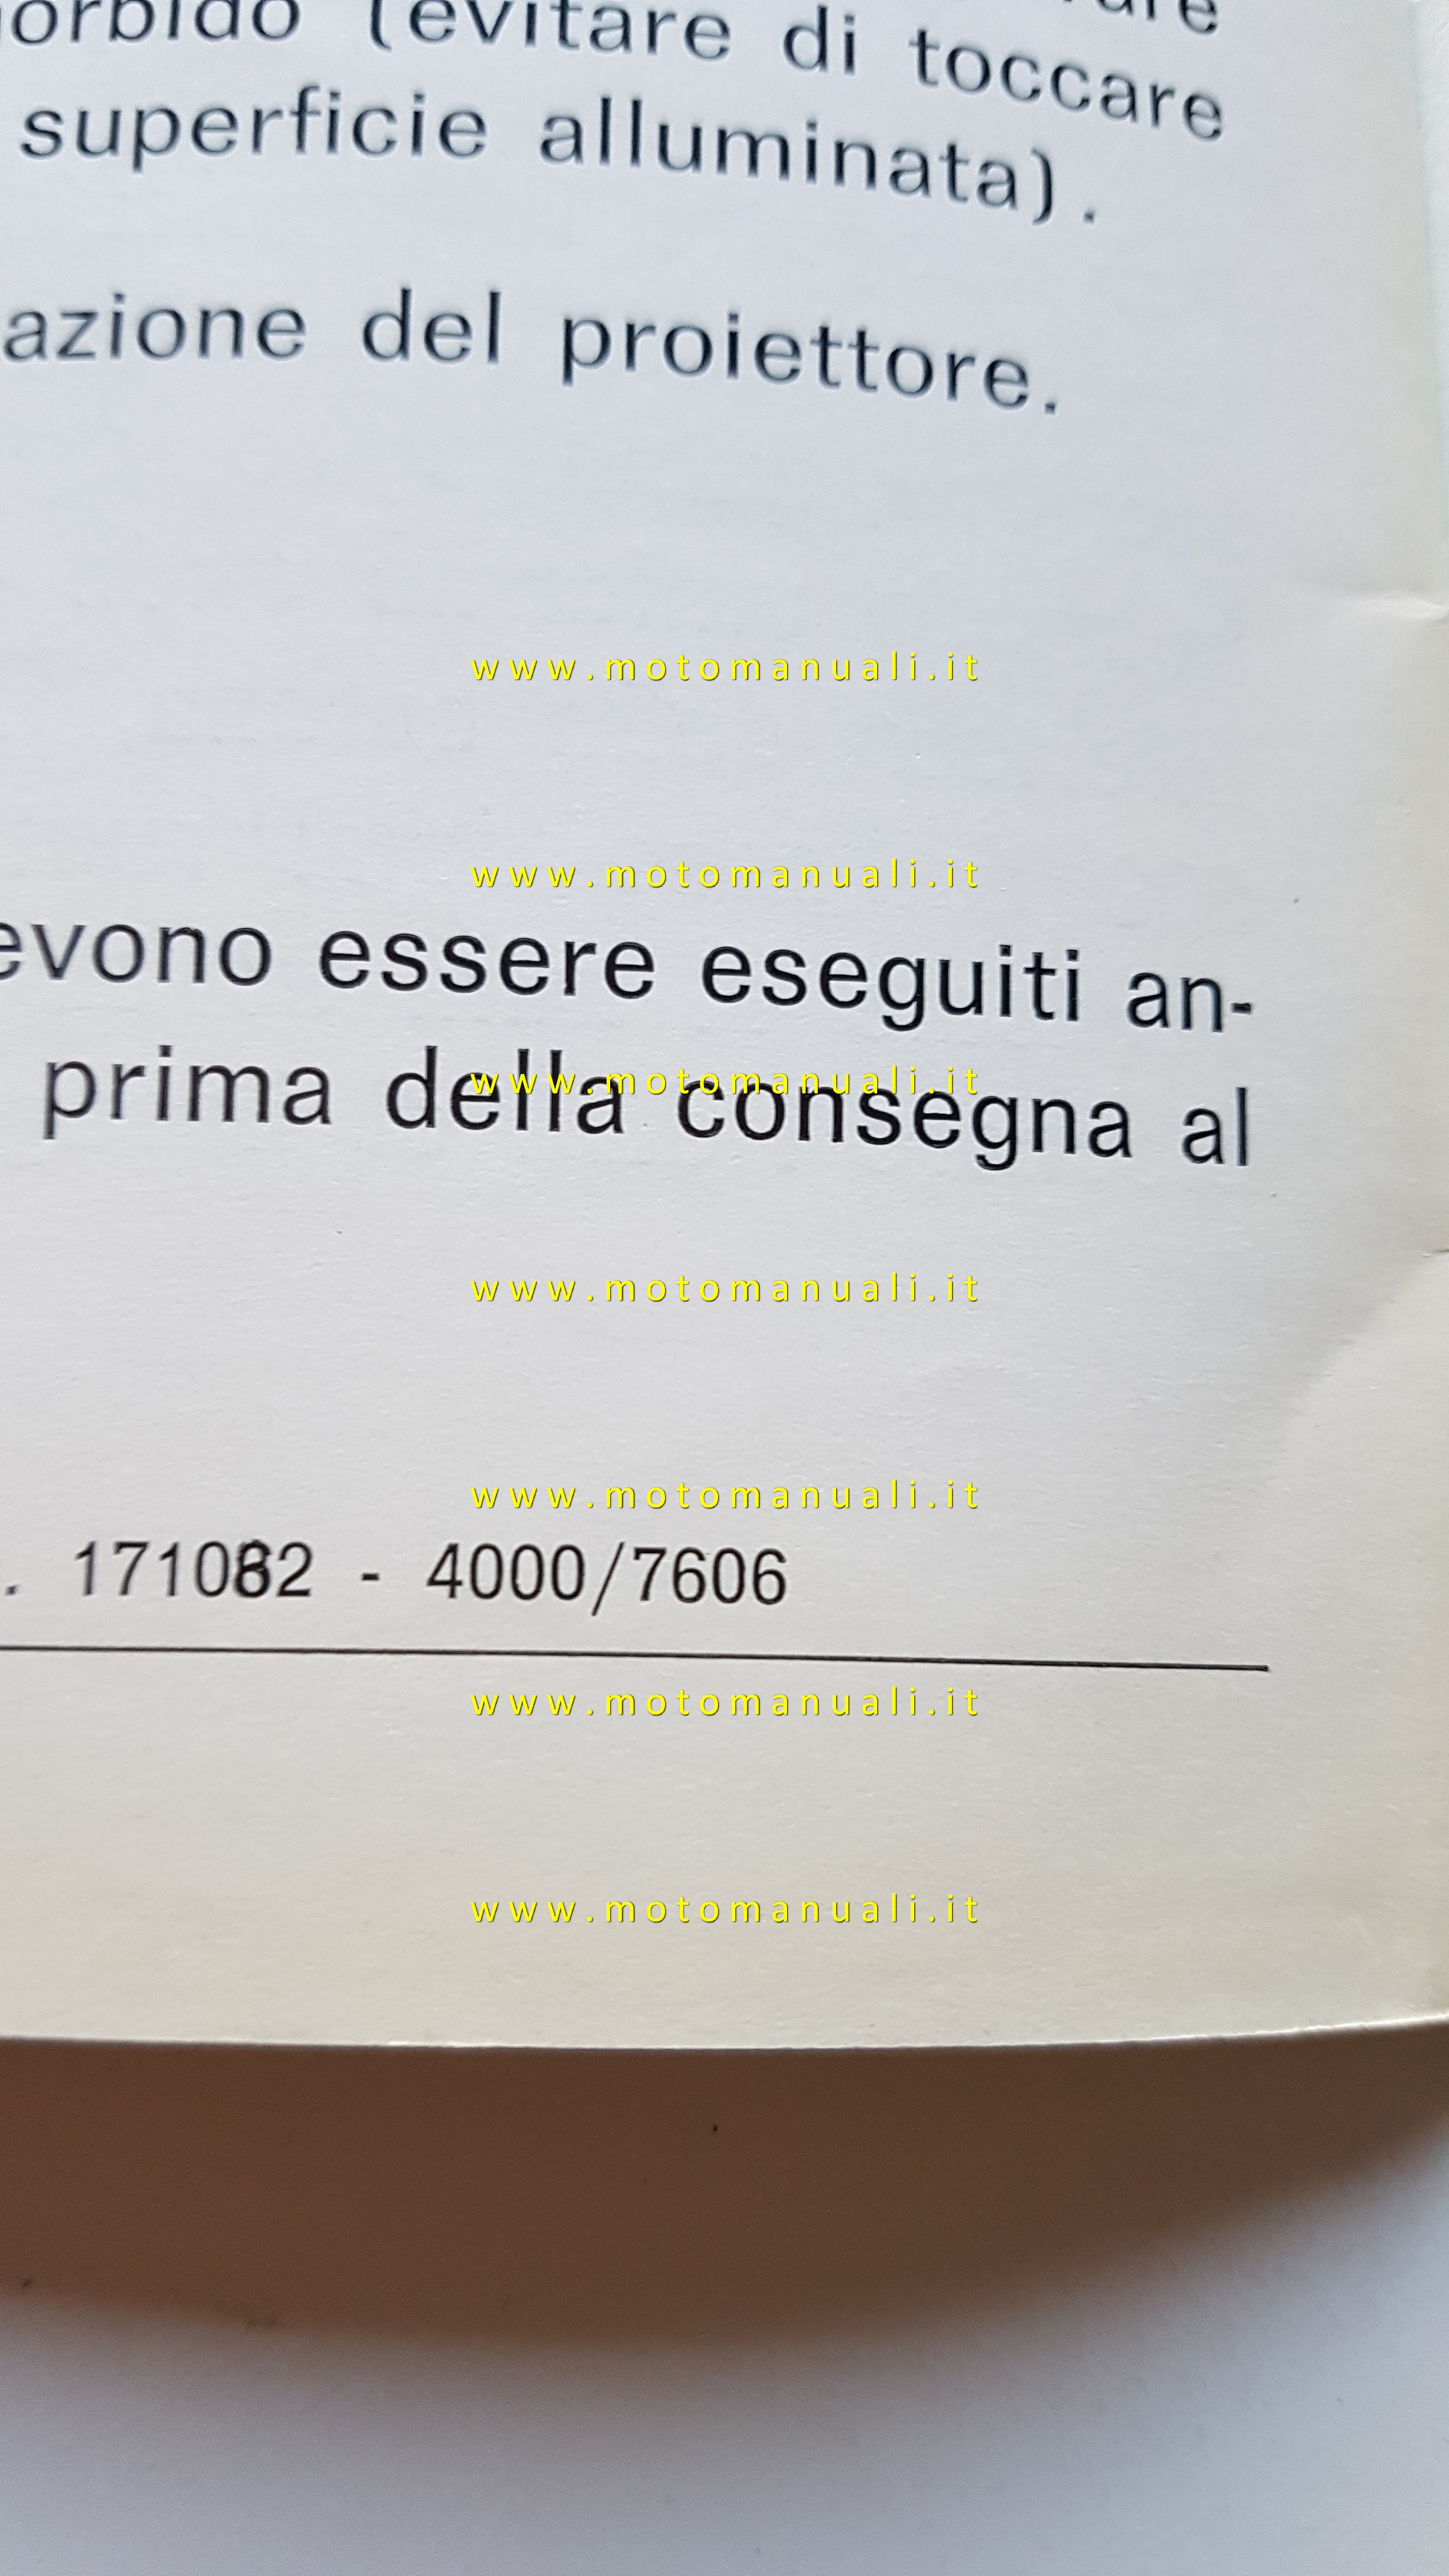 (evitare di toccare
superficie alluminata).
azione del proiettore.
www.motomanuali.it
www.motomanuali.it
evono essere eseguiti an-
www.motomanuali.it
prima della consegna al
www.motomanuali.it
www.motomanuali.it
- 4000/7606
www.motomanuali.it
www.motomanuali.it